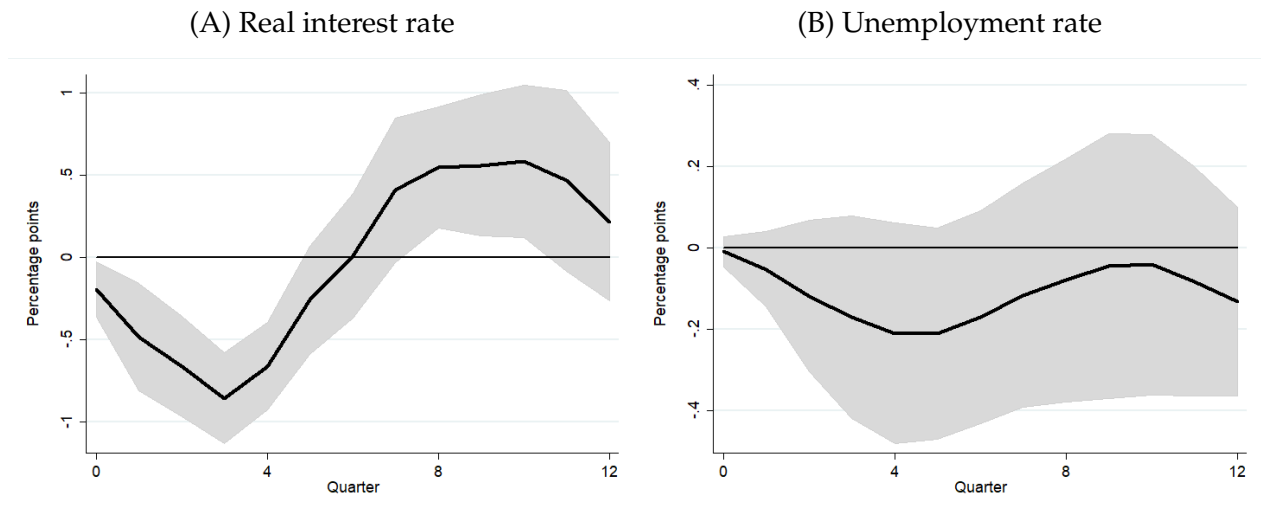 (A) Real interest rate
Percentage points
1
.5
0
-.5
-1
0 4 8 12
Quarter
(B) Unemployment rate
Percentage points
.4
.2
0
-.2
-.4
0 4 8 12
Quarter